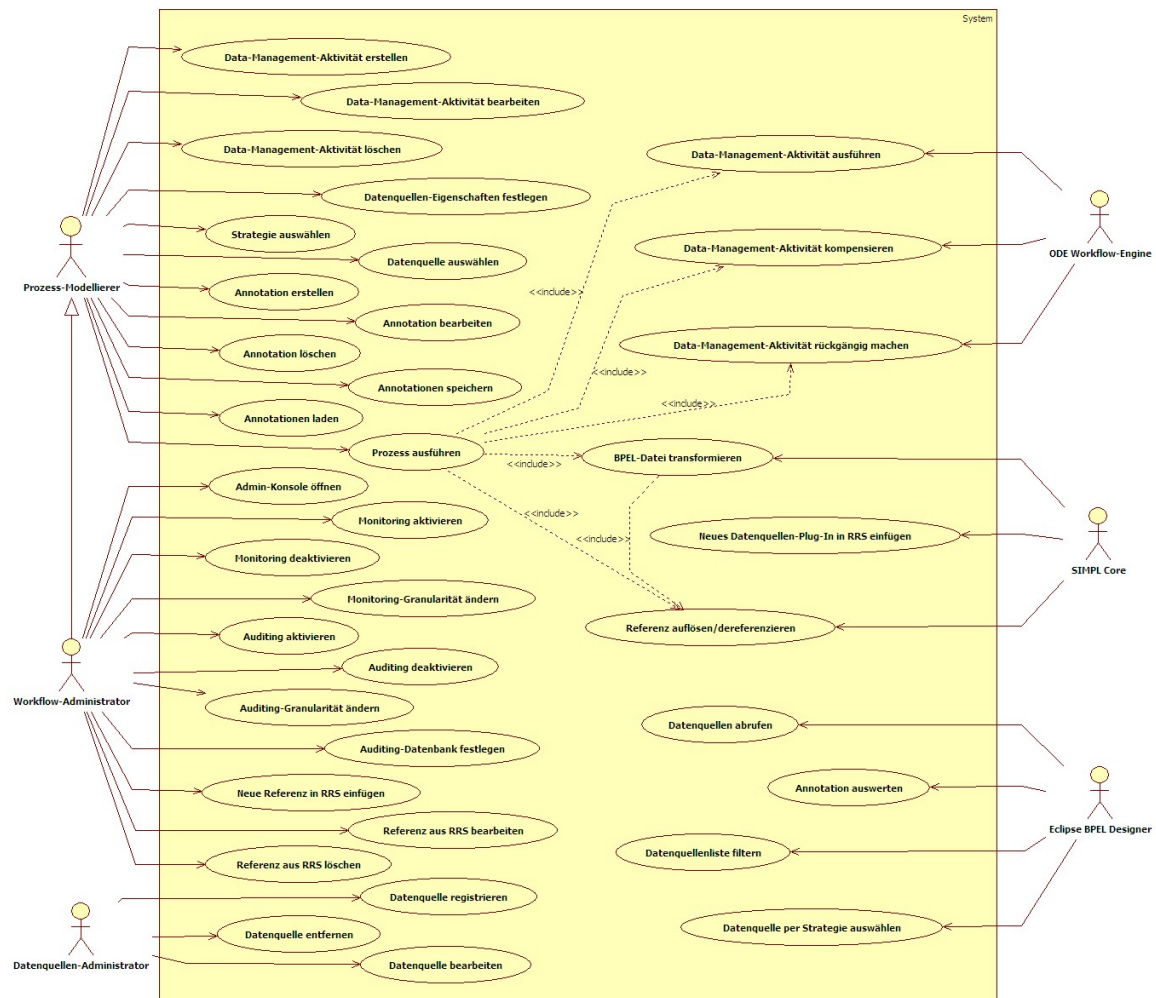 System
Data-Management-Aktivität erstellen
Data-Management-Aktivität bearbeiten
Data-Management-Aktivität löschen
Data-Management-Aktivität ausführen
Datenquellen-Eigenschaften festlegen
Strategie auswählen
Data-Management-Aktivität kompensieren
ODE Workflow-Engine
Datenquelle auswählen
Prozess-Modellierer
Annotation erstellen
<<include>>
Annotation bearbeiten
Data-Management-Aktivität rückgängig machen
Annotation löschen
<<include>>
Annotationen speichern
<<include>>
Annotationen laden
Prozess ausführen
BPEL-Datei transformieren
<<include>>
Admin-Konsole öffnen
<<include>>
Monitoring aktivieren
Neues Datenquellen-Plug-In in RRS einfügen
<<include>>
Monitoring deaktivieren
SIMPL Core
Monitoring-Granularität ändern
Referenz auflösen/dereferenzieren
Auditing aktivieren
Auditing deaktivieren
Workflow-Administrator
Auditing-Granularität ändern
Datenquellen abrufen
Auditing-Datenbank festlegen
Annotation auswerten
Neue Referenz in RRS einfügen
Eclipse BPEL Designer
Referenz aus RRS bearbeiten
Datenquellenliste filtern
Referenz aus RRS löschen
Datenquelle registrieren
Datenquelle per Strategie auswählen
Datenquelle entfernen
Datenquellen-Administrator
Datenquelle bearbeiten